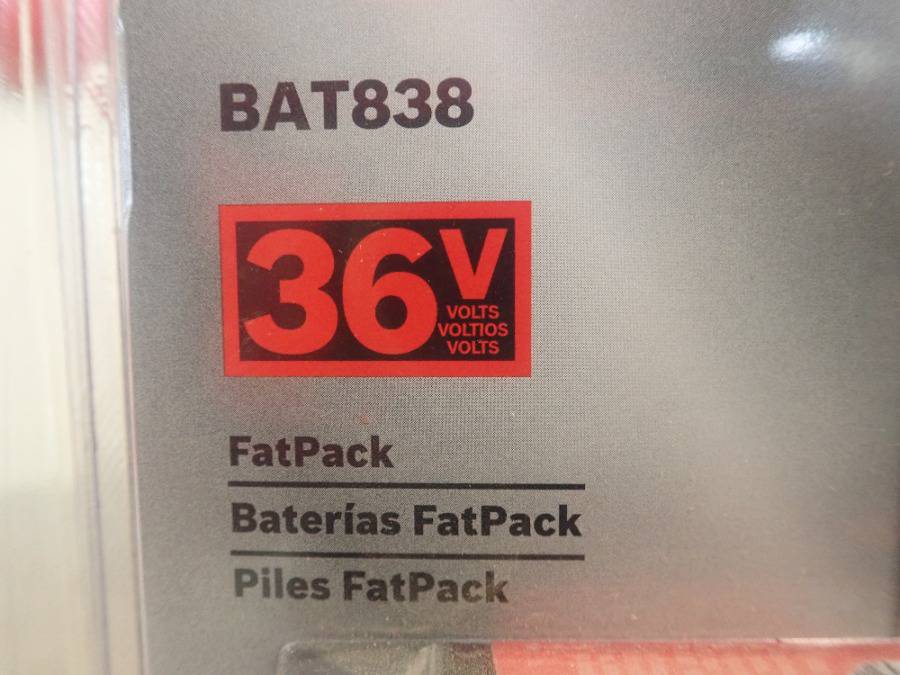 BAT838
36V
VOLTS
VOLTIOS
VOLTS
FatPack
Baterías FatPack
Piles FatPack